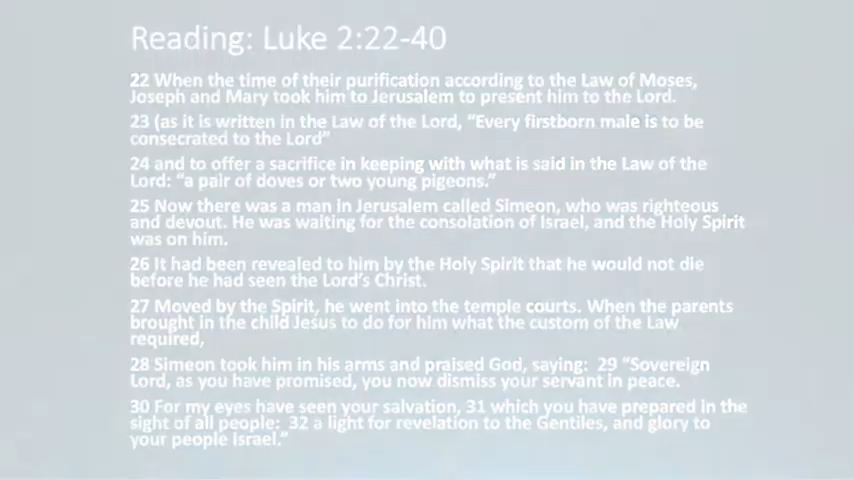 Reading: Luke 2:22-40
22 When the time of their purification according to the Law of Moses,
Joseph and Mary took him to Jerusalem to present him to the Lord.
23 (as it is written in the Law of the Lord, “Every firstborn male is to be
consecrated to the Lord”
24 and to offer a sacrifice in keeping with what is said in the Law of the
Lord: “a pair of doves or two young pigeons.”
25 Now there was a man in Jerusalem called Simeon, who was righteous
and devout. He was waiting for the consolation of Israel, and the Holy Spirit
was on him.
26 It had been revealed to him by the Holy Spirit that he would not die
before he had seen the Lord’s Christ.
27 Moved by the Spirit, he went into the temple courts. When the parents
brought in the child Jesus to do for him what the custom of the Law
required,
28 Simeon took him in his arms and praised God, saying:  29 “Sovereign
Lord, as you have promised, you now dismiss your servant in peace.
30 For my eyes have seen your salvation, 31 which you have prepared in the
sight of all people:  32 a light for revelation to the Gentiles, and glory to
your people Israel.”